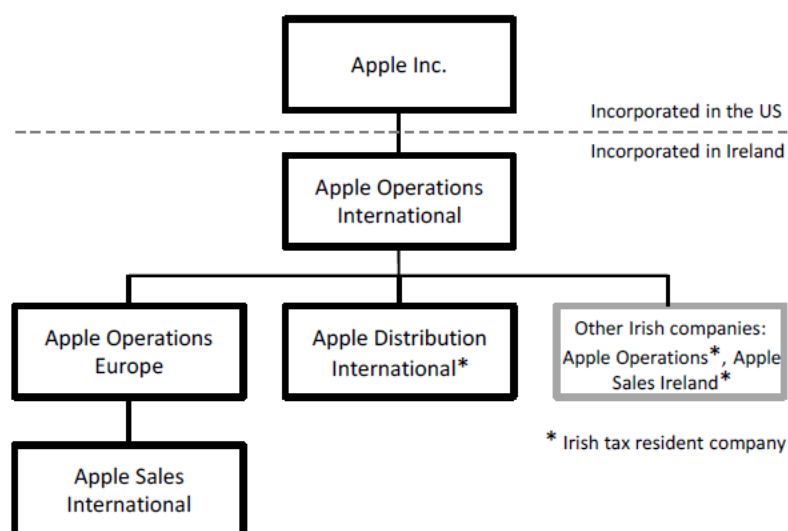 Apple Inc.
Incorporated in the US
Incorporated in Ireland
Apple Operations
International
Apple Operations
Europe
Apple Distribution
International*
Other Irish companies:
Apple Operations*, Apple
Sales Ireland*
* Irish tax resident company
Apple Sales
International